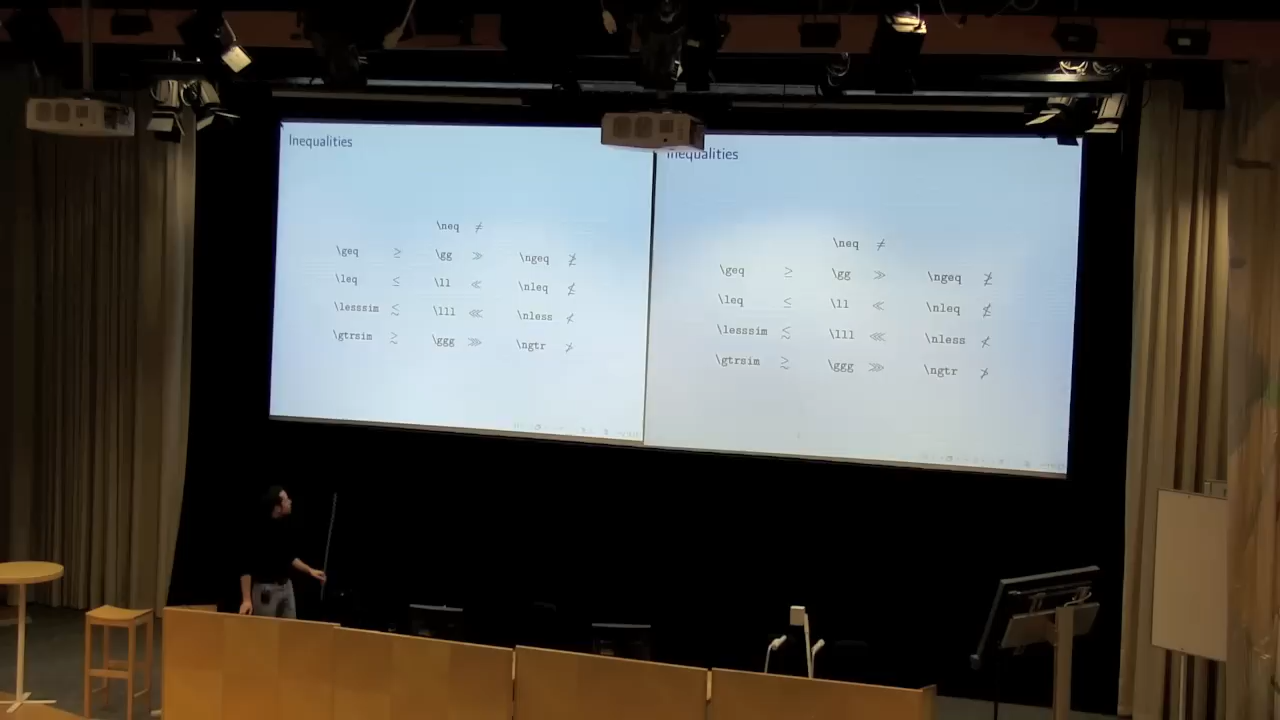 Inequalities
\neq ≠
\geq ≥ \gg ≫ \ngeq ≱
\leq ≤ \ll ≪ \nleq ≰
\lesssim ≲ \lll ⋘ \nless ≮
\gtrsim ≳ \ggg ⋙ \ngtr ≯
Inequalities
\neq ≠
\geq ≥ \gg ≫ \ngeq ≱
\leq ≤ \ll ≪ \nleq ≰
\lesssim ≲ \lll ⋘ \nless ≮
\gtrsim ≳ \ggg ⋙ \ngtr ≯